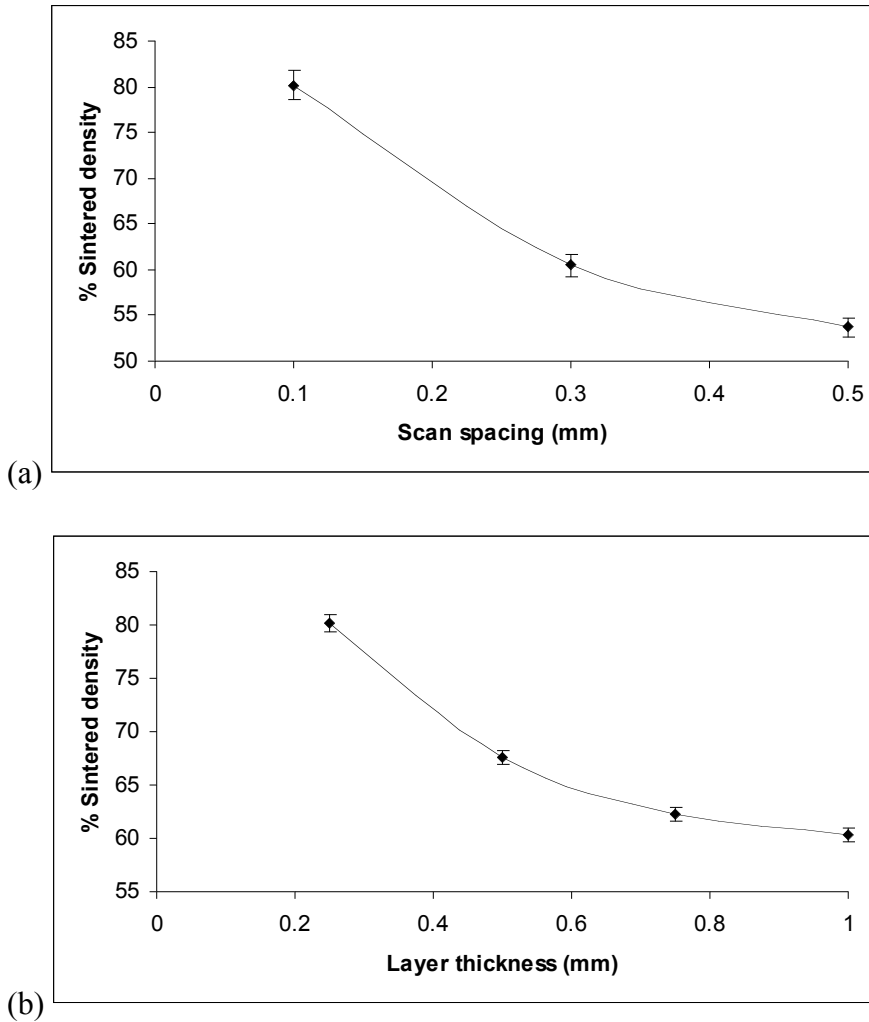 85
80
75
70
65
60
55
50
% Sintered density
0 0.1 0.2 0.3 0.4 0.5
Scan spacing (mm)
(a)
85
80
75
70
65
60
55
% Sintered density
0 0.2 0.4 0.6 0.8 1
Layer thickness (mm)
(b)